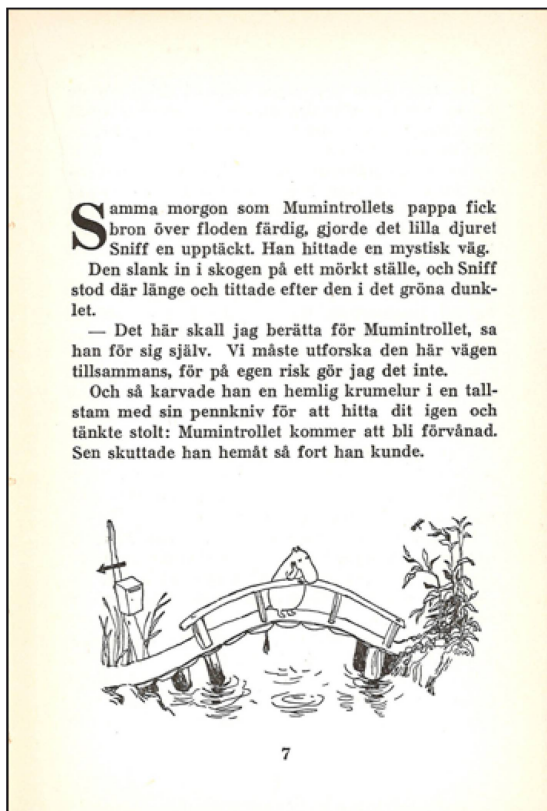 Samma morgon som Mumintrollets pappa fick
bron över floden färdig, gjorde det lilla djuret
Sniff en upptäckt. Han hittade en mystisk väg.
Den slank in i skogen på ett mörkt ställe, och Sniff
stod där länge och tittade efter den i det gröna dunk-
let.
— Det här skall jag berätta för Mumintrollet, sa
han för sig själv. Vi måste utforska den här vägen
tillsammans, för på egen risk gör jag det inte.
Och så karvade han en hemlig krumelur i en tall-
stam med sin pennkniv för att hitta dit igen och
tänkte stolt: Mumintrollet kommer att bli förvånad.
Sen skuttade han hemåt så fort han kunde.
7